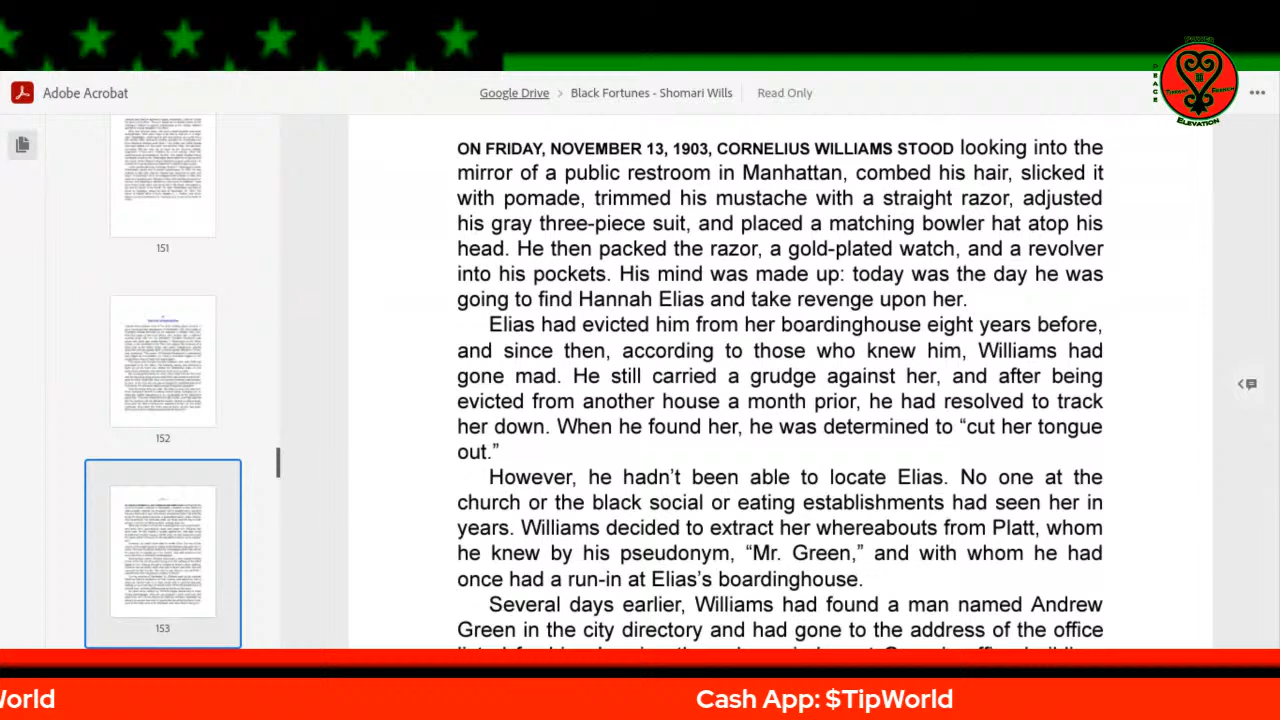 POWER
PEACE
TIFFANY FRENCH
ELEVATION
Adobe Acrobat
Google Drive > Black Fortunes - Shomari Wills
Read Only
151
152
153
ON FRIDAY, NOVEMBER 13, 1903, CORNELIUS WILLIAMS STOOD looking into the
mirror of a public restroom in Manhattan, combed his hair, slicked it
with pomade, trimmed his mustache with a straight razor, adjusted
his gray three-piece suit, and placed a matching bowler hat atop his
head. He then packed the razor, a gold-plated watch, and a revolver
into his pockets. His mind was made up: today was the day he was
going to find Hannah Elias and take revenge upon her.
Elias had evicted him from her boardinghouse eight years before,
and since then, according to those who knew him, Williams had
gone mad. He still carried a grudge against her, and after being
evicted from another house a month prior, he had resolved to track
her down. When he found her, he was determined to “cut her tongue
out.”
However, he hadn’t been able to locate Elias. No one at the
church or the black social or eating establishments had seen her in
years. Williams decided to extract her whereabouts from Platt, whom
he knew by his pseudonym, “Mr. Green,” and with whom he had
once had a run-in at Elias’s boardinghouse.
Several days earlier, Williams had found a man named Andrew
Green in the city directory and had gone to the address of the office
World
Cash App: $TipWorld